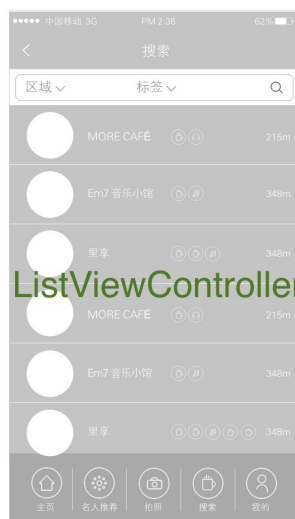 中国移动 3G PM 2:36 62%
搜索
区域 标签
MORE CAFÉ 215m
Em7 音乐小馆 348m
里享 348m
ListViewController
MORE CAFÉ 215m
Em7 音乐小馆 348m
里享 348m
主页 名人推荐 拍照 搜索 我的